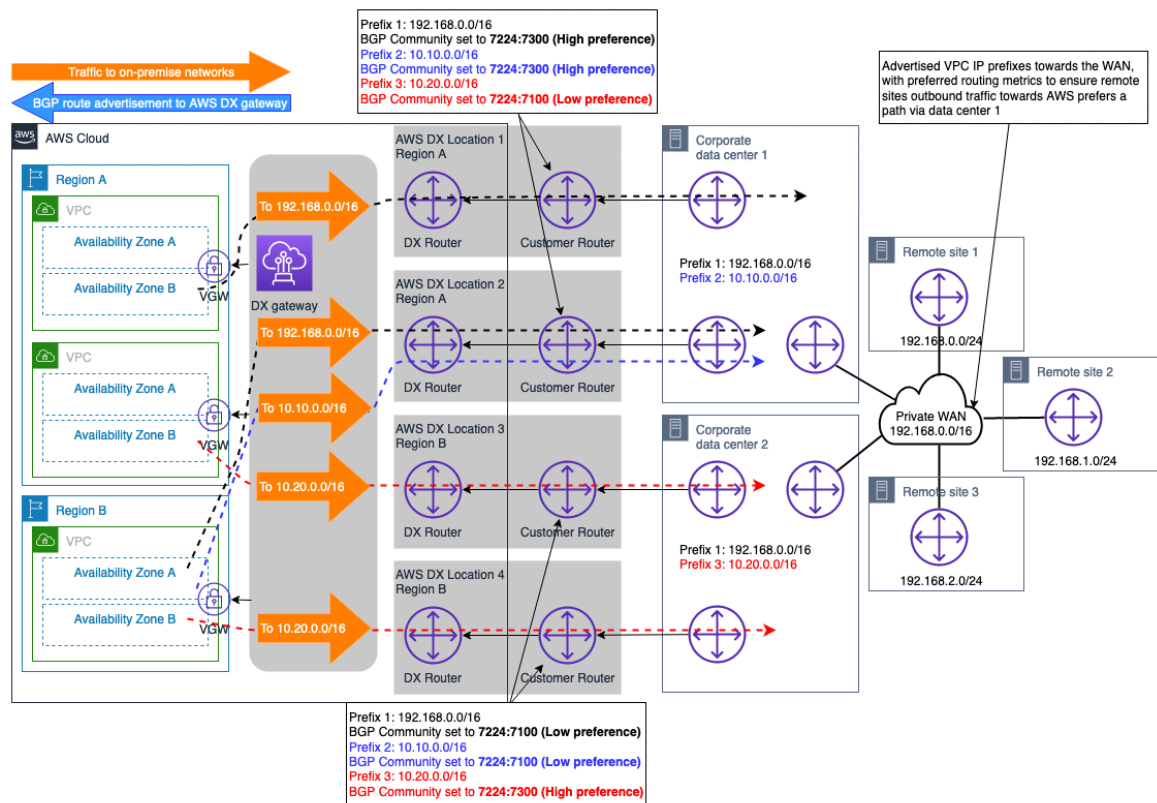 Prefix 1: 192.168.0.0/16
BGP Community set to 7224:7300 (High preference)
Prefix 2: 10.10.0.0/16
BGP Community set to 7224:7300 (High preference)
Prefix 3: 10.20.0.0/16
BGP Community set to 7224:7100 (Low preference)
Advertised VPC IP prefixes towards the WAN,
with preferred routing metrics to ensure remote
sites outbound traffic towards AWS prefers a
path via data center 1
Traffic to on-premise networks
BGP route advertisement to AWS DX gateway
aws
AWS Cloud
Region A
VPC
Availability Zone A
Availability Zone B
VGW
VPC
Availability Zone A
Availability Zone B
VGW
Region B
VPC
Availability Zone A
Availability Zone B
VGW
To 192.168.0.0/16
DX gateway
To 192.168.0.0/16
To 10.10.0.0/16
To 10.20.0.0/16
To 10.20.0.0/16
AWS DX Location 1
Region A
DX Router
Customer Router
AWS DX Location 2
Region A
DX Router
Customer Router
AWS DX Location 3
Region B
DX Router
Customer Router
AWS DX Location 4
Region B
DX Router
Customer Router
Corporate
data center 1
Prefix 1: 192.168.0.0/16
Prefix 2: 10.10.0.0/16
Corporate
data center 2
Prefix 1: 192.168.0.0/16
Prefix 3: 10.20.0.0/16
Remote site 1
192.168.0.0/24
Private WAN
192.168.0.0/16
Remote site 2
192.168.1.0/24
Remote site 3
192.168.2.0/24
Prefix 1: 192.168.0.0/16
BGP Community set to 7224:7100 (Low preference)
Prefix 2: 10.10.0.0/16
BGP Community set to 7224:7100 (Low preference)
Prefix 3: 10.20.0.0/16
BGP Community set to 7224:7300 (High preference)